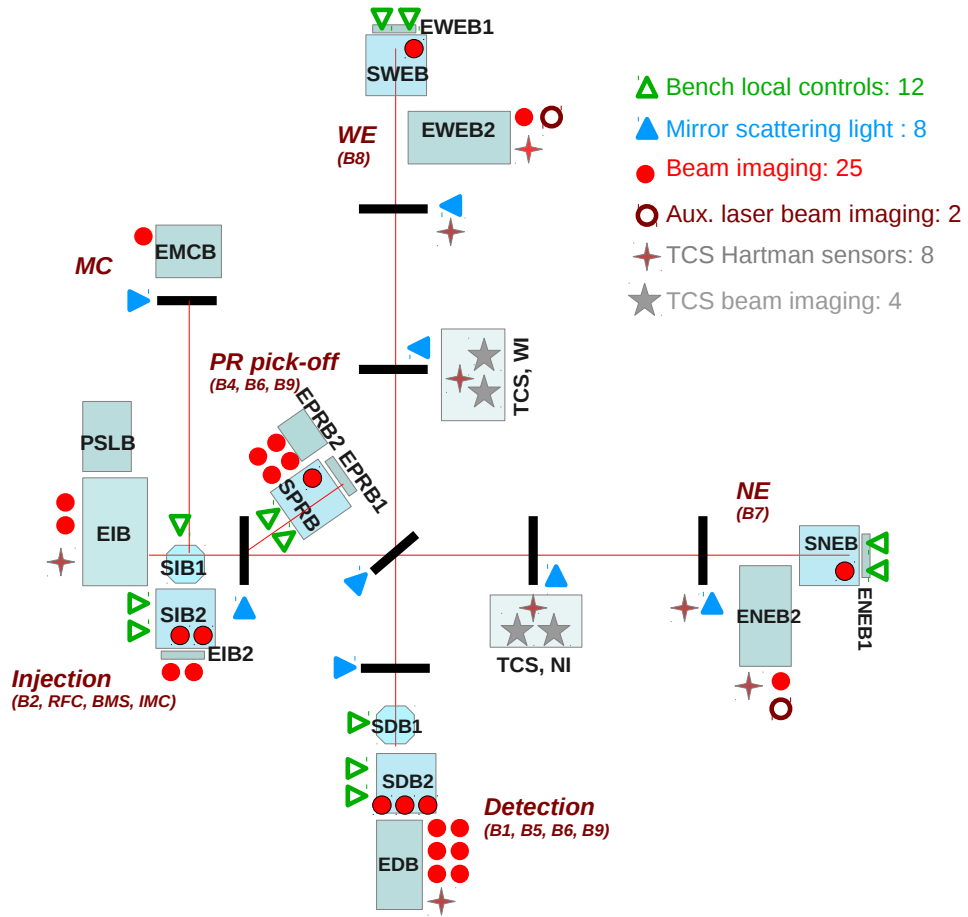 EWEB1
SWEB
WE
(B8)
EWEB2
Bench local controls: 12
Mirror scattering light : 8
Beam imaging: 25
Aux. laser beam imaging: 2
TCS Hartman sensors: 8
TCS beam imaging: 4
EMCB
MC
PR pick-off
(B4, B6, B9)
TCS, WI
EPRB2
EPRB1
SPRB
PSLB
EIB
SIB1
SIB2
EIB2
Injection
(B2, RFC, BMS, IMC)
NE
(B7)
SNEB
ENEB1
ENEB2
TCS, NI
SDB1
SDB2
Detection
(B1, B5, B6, B9)
EDB